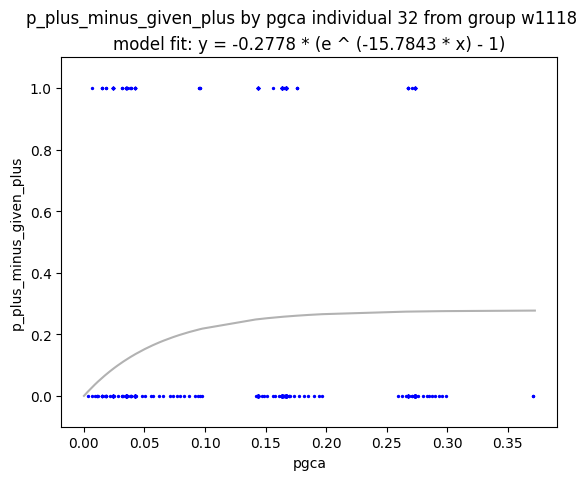 p_plus_minus_given_plus by pgca individual 32 from group w1118
model fit: y = -0.2778 * (e ^ (-15.7843 * x) - 1)
1.0
0.8
0.6
0.4
0.2
0.0
p_plus_minus_given_plus
0.00 0.05 0.10 0.15 0.20 0.25 0.30 0.35
pgca